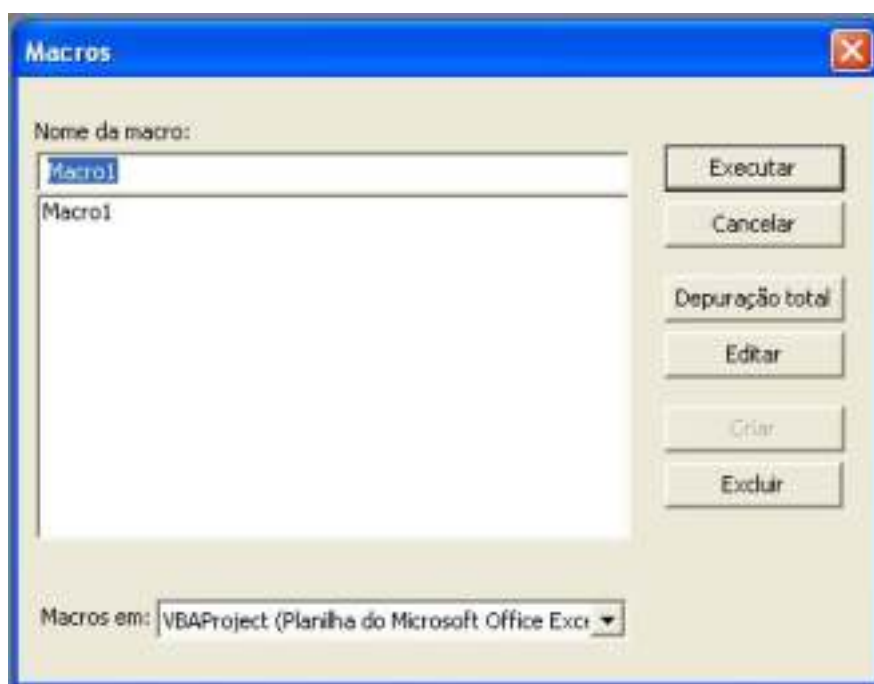 Macros
Nome da macro:
Macro1
Macro1
Executar
Cancelar
Depuração total
Editar
Criar
Excluir
Macros em: VBAProject (Planilha do Microsoft Office Exce